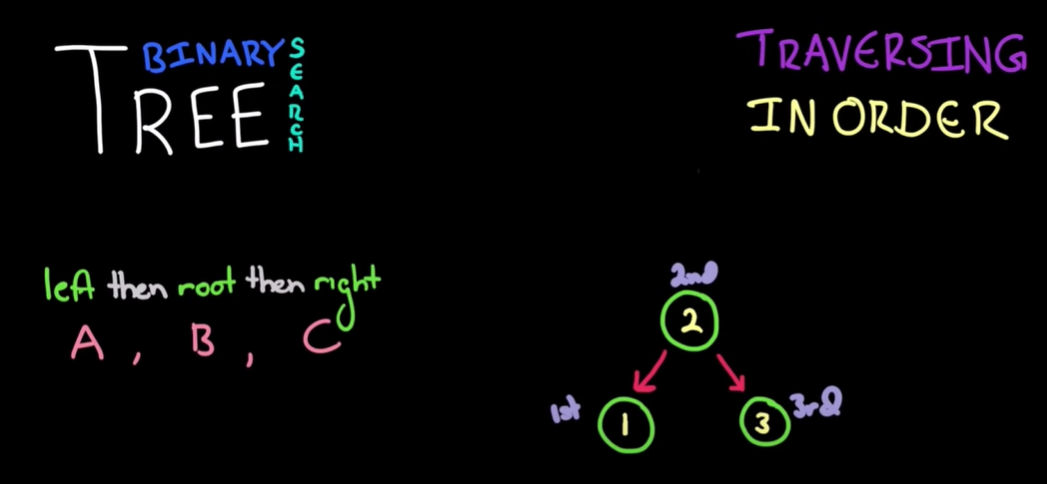 BINARY
TREE
SEARCH
TRAVERSING
IN ORDER
left then root then right
A , B , C
2nd
2
1st
1
3
3rd